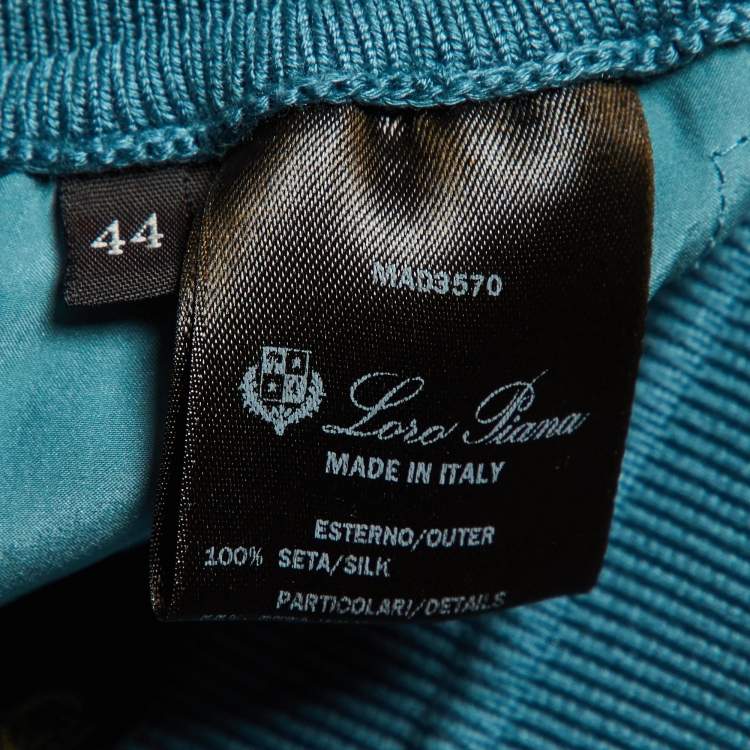 44
MAD3570
Loro Piana
MADE IN ITALY
ESTERNO/OUTER
100% SETA/SILK
PARTICOLARI/DETAILS